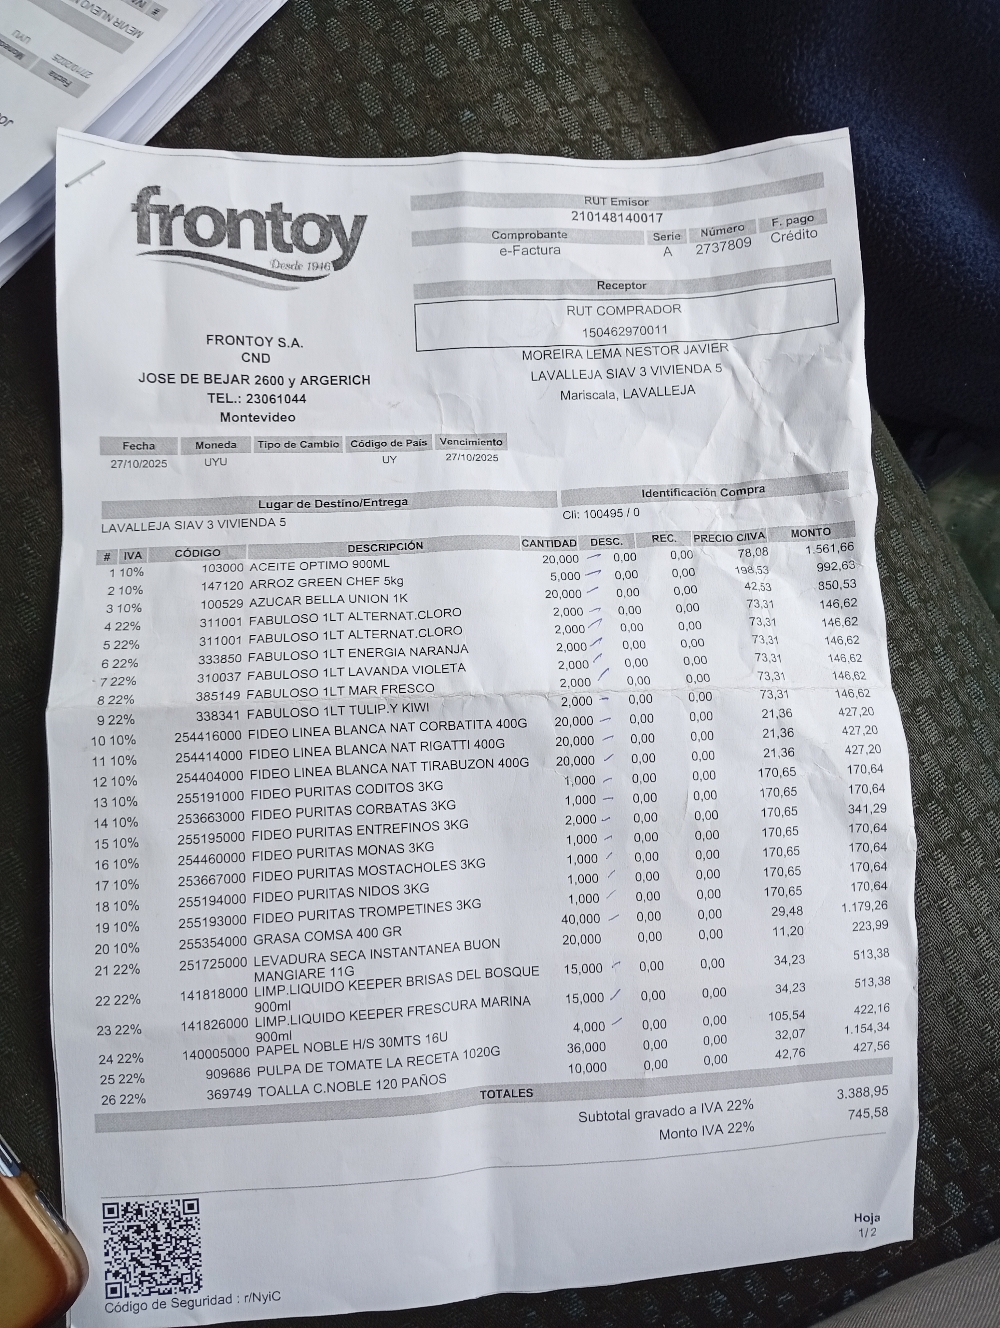 frontoy
Desde 1946
RUT Emisor
210148140017
Comprobante Serie Número F. pago
e-Factura A 2737809 Crédito
Receptor
RUT COMPRADOR
150462970011
MOREIRA LEMA NESTOR JAVIER
LAVALLEJA SIAV 3 VIVIENDA 5
Mariscala, LAVALLEJA
FRONTOY S.A.
CND
JOSE DE BEJAR 2600 y ARGERICH
TEL.: 23061044
Montevideo
Fecha Moneda Tipo de Cambio Código de País Vencimiento
27/10/2025 UYU UY 27/10/2025
Lugar de Destino/Entrega Identificación Compra
LAVALLEJA SIAV 3 VIVIENDA 5 Cli: 100495 / 0
# IVA CÓDIGO DESCRIPCIÓN CANTIDAD DESC. REC. PRECIO C/IVA MONTO
1 10% 103000 ACEITE OPTIMO 900ML 20,000 0,00 0,00 78,08 1.561,66
2 10% 147120 ARROZ GREEN CHEF 5kg 5,000 0,00 0,00 198,53 992,63
3 10% 100529 AZUCAR BELLA UNION 1K 20,000 0,00 0,00 42,53 850,53
4 22% 311001 FABULOSO 1LT ALTERNAT.CLORO 2,000 0,00 0,00 73,31 146,62
5 22% 311001 FABULOSO 1LT ALTERNAT.CLORO 2,000 0,00 0,00 73,31 146,62
6 22% 333850 FABULOSO 1LT ENERGIA NARANJA 2,000 0,00 0,00 73,31 146,62
7 22% 310037 FABULOSO 1LT LAVANDA VIOLETA 2,000 0,00 0,00 73,31 146,62
8 22% 385149 FABULOSO 1LT MAR FRESCO 2,000 0,00 0,00 73,31 146,62
9 22% 338341 FABULOSO 1LT TULIP.Y KIWI 2,000 0,00 0,00 73,31 146,62
10 10% 254416000 FIDEO LINEA BLANCA NAT CORBATITA 400G 20,000 0,00 0,00 21,36 427,20
11 10% 254414000 FIDEO LINEA BLANCA NAT RIGATTI 400G 20,000 0,00 0,00 21,36 427,20
12 10% 254404000 FIDEO LINEA BLANCA NAT TIRABUZON 400G 20,000 0,00 0,00 21,36 427,20
13 10% 255191000 FIDEO PURITAS CODITOS 3KG 1,000 0,00 0,00 170,65 170,64
14 10% 253663000 FIDEO PURITAS CORBATAS 3KG 1,000 0,00 0,00 170,65 170,64
15 10% 255195000 FIDEO PURITAS ENTREFINOS 3KG 2,000 0,00 0,00 170,65 341,29
16 10% 254460000 FIDEO PURITAS MONAS 3KG 1,000 0,00 0,00 170,65 170,64
17 10% 253667000 FIDEO PURITAS MOSTACHOLES 3KG 1,000 0,00 0,00 170,65 170,64
18 10% 255194000 FIDEO PURITAS NIDOS 3KG 1,000 0,00 0,00 170,65 170,64
19 10% 255193000 FIDEO PURITAS TROMPETINES 3KG 1,000 0,00 0,00 170,65 170,64
20 10% 255354000 GRASA COMSA 400 GR 40,000 0,00 0,00 29,48 1.179,26
21 22% 251725000 LEVADURA SECA INSTANTANEA BUON 20,000 0,00 0,00 11,20 223,99
MANGIARE 11G
22 22% 141818000 LIMP.LIQUIDO KEEPER BRISAS DEL BOSQUE 15,000 0,00 0,00 34,23 513,38
900ml
23 22% 141826000 LIMP.LIQUIDO KEEPER FRESCURA MARINA 15,000 0,00 0,00 34,23 513,38
900ml
24 22% 140005000 PAPEL NOBLE H/S 30MTS 16U 4,000 0,00 0,00 105,54 422,16
25 22% 909686 PULPA DE TOMATE LA RECETA 1020G 36,000 0,00 0,00 32,07 1.154,34
26 22% 369749 TOALLA C.NOBLE 120 PAÑOS 10,000 0,00 0,00 42,76 427,56
TOTALES
Subtotal gravado a IVA 22% 3.388,95
Monto IVA 22% 745,58
Hoja
1/2
Código de Seguridad : r/NyiC
MEVIR NUEVO
UYU
Fecha
27/10/2025